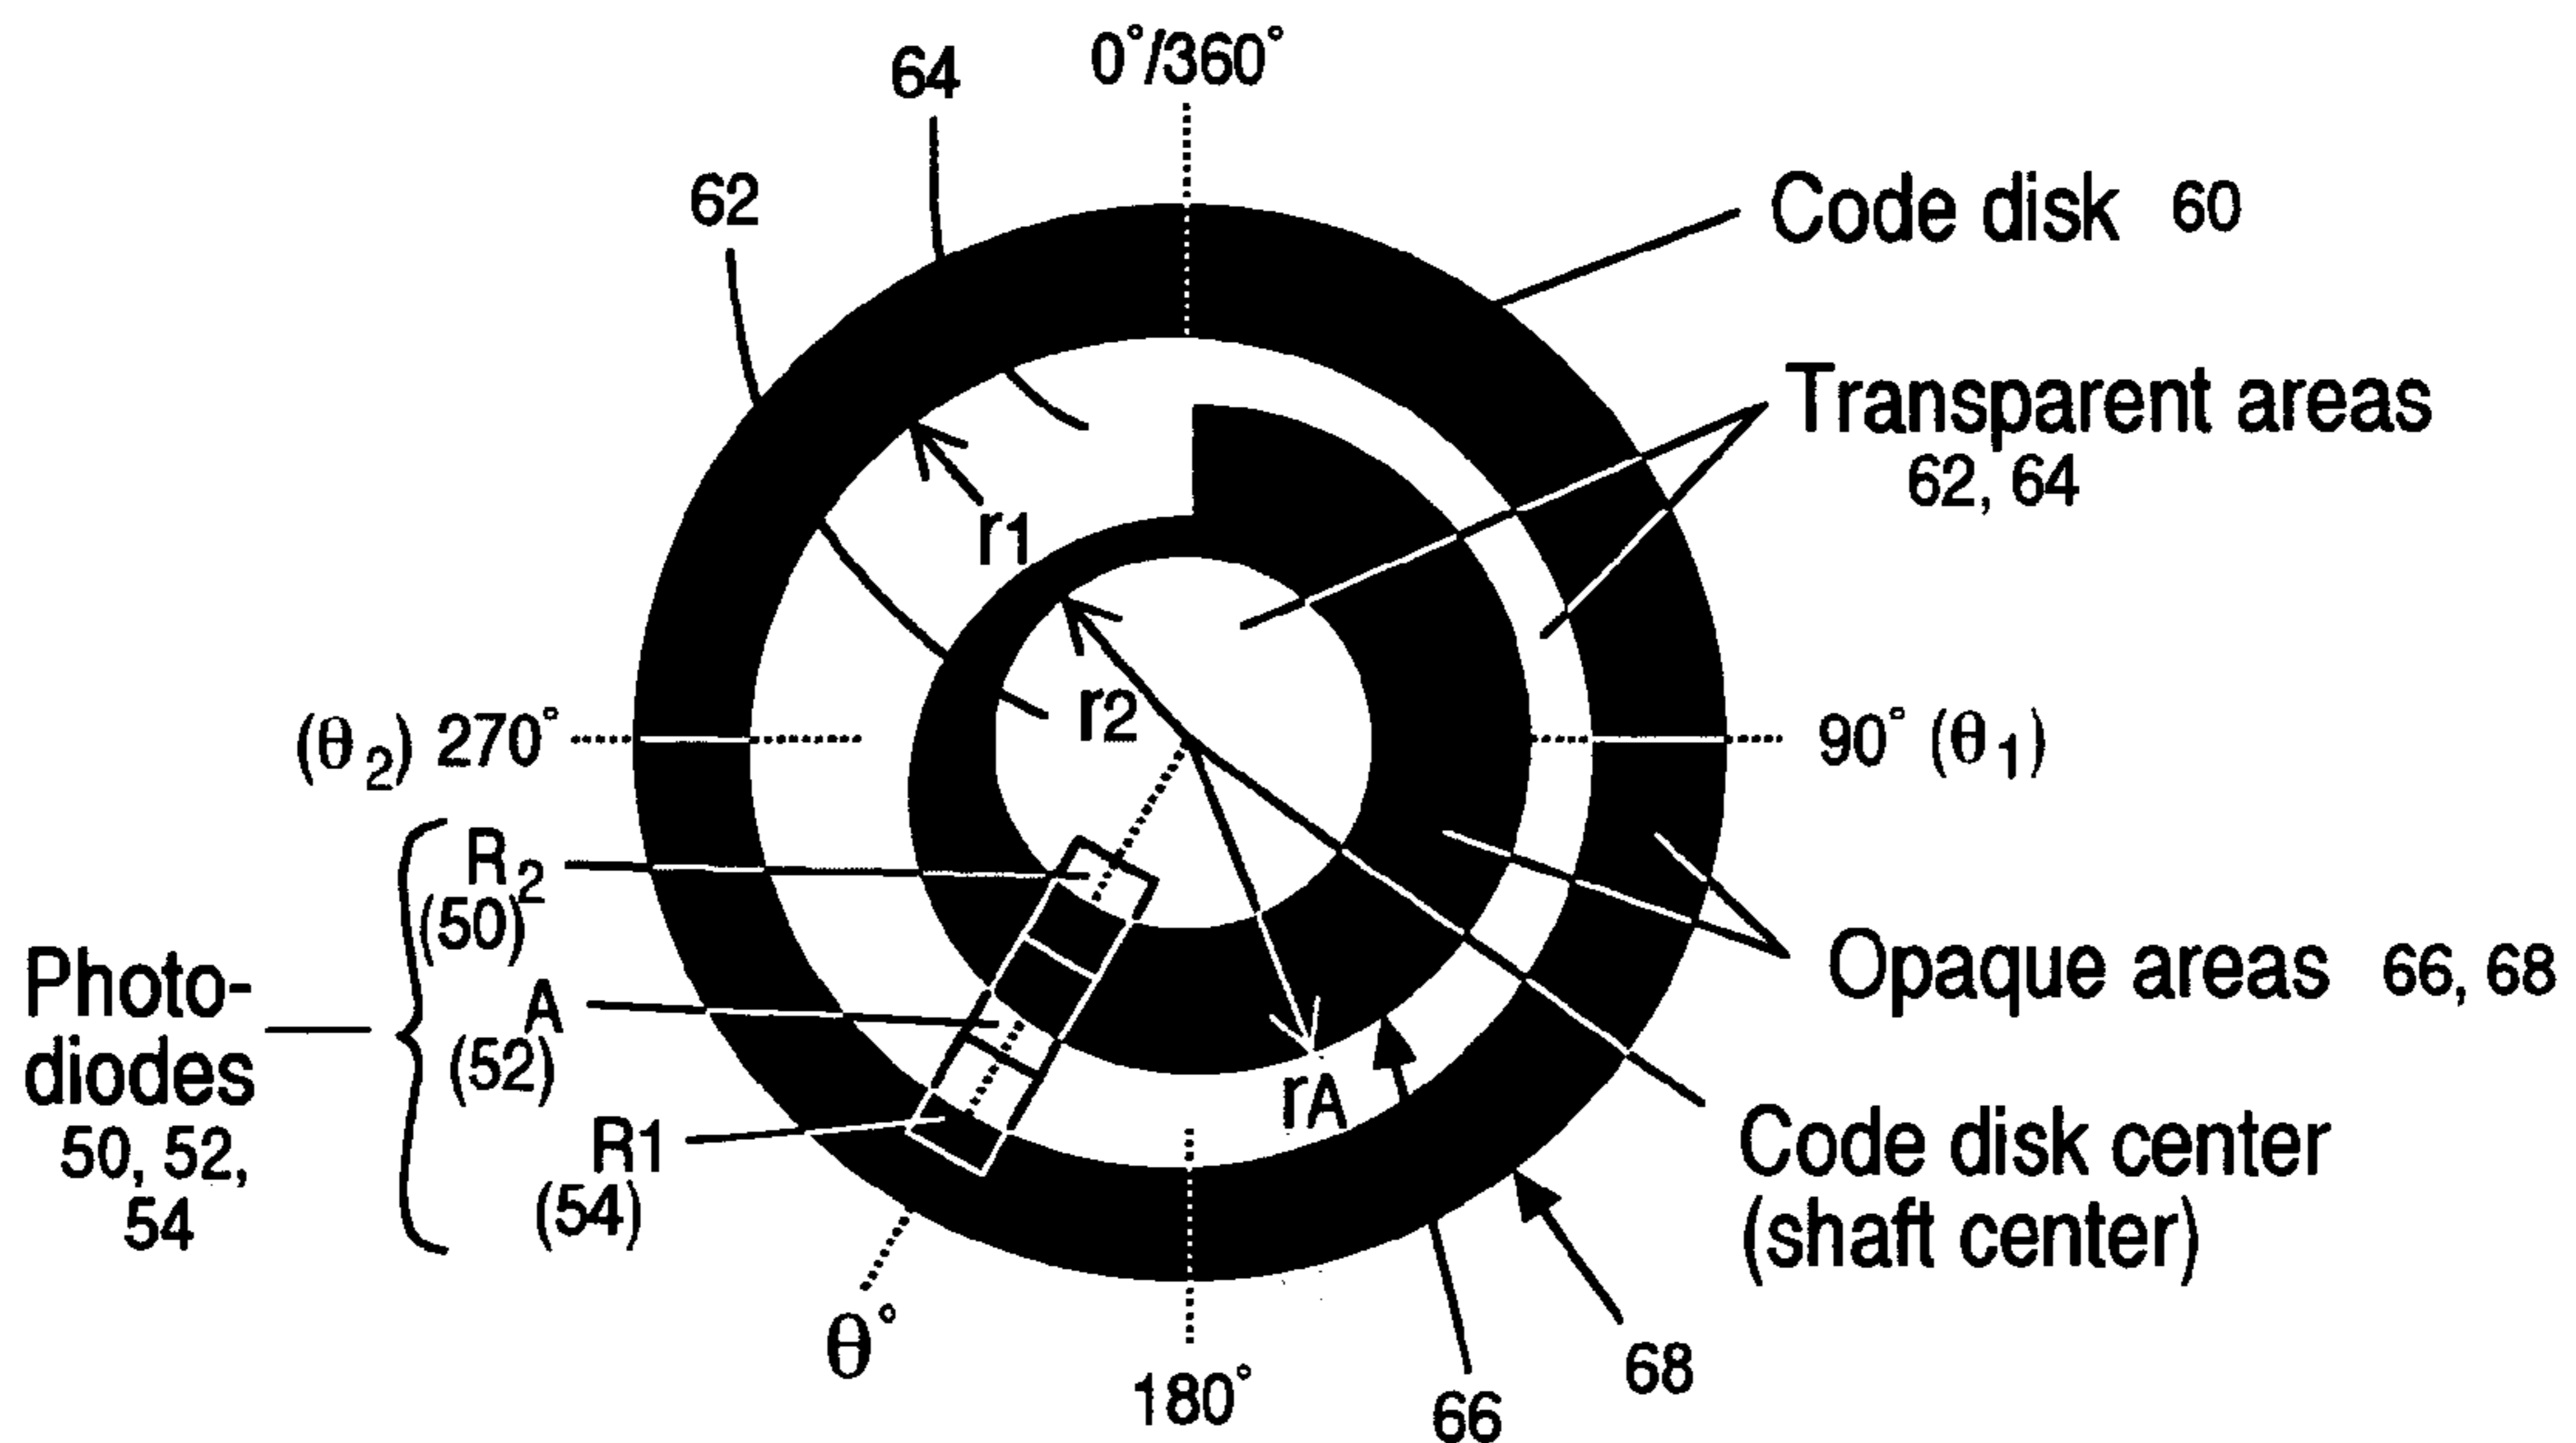 0°/360°
64
62
Code disk 60
Transparent areas
62, 64
r1
r2
(θ2) 270°
90° (θ1)
R2
(50)
A
(52)
R1
(54)
Photo-
diodes
50, 52,
54
Opaque areas 66, 68
rA
Code disk center
(shaft center)
θ°
180°
66
68